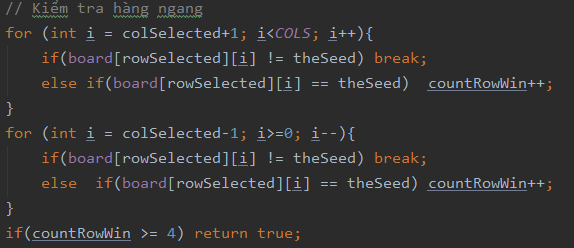 // Kiểm tra hàng ngang
for (int i = colSelected+1; i<COLS; i++){
    if(board[rowSelected][i] != theSeed) break;
    else if(board[rowSelected][i] == theSeed)  countRowWin++;
}
for (int i = colSelected-1; i>=0; i--){
    if(board[rowSelected][i] != theSeed) break;
    else  if(board[rowSelected][i] == theSeed) countRowWin++;
}
if(countRowWin >= 4) return true;